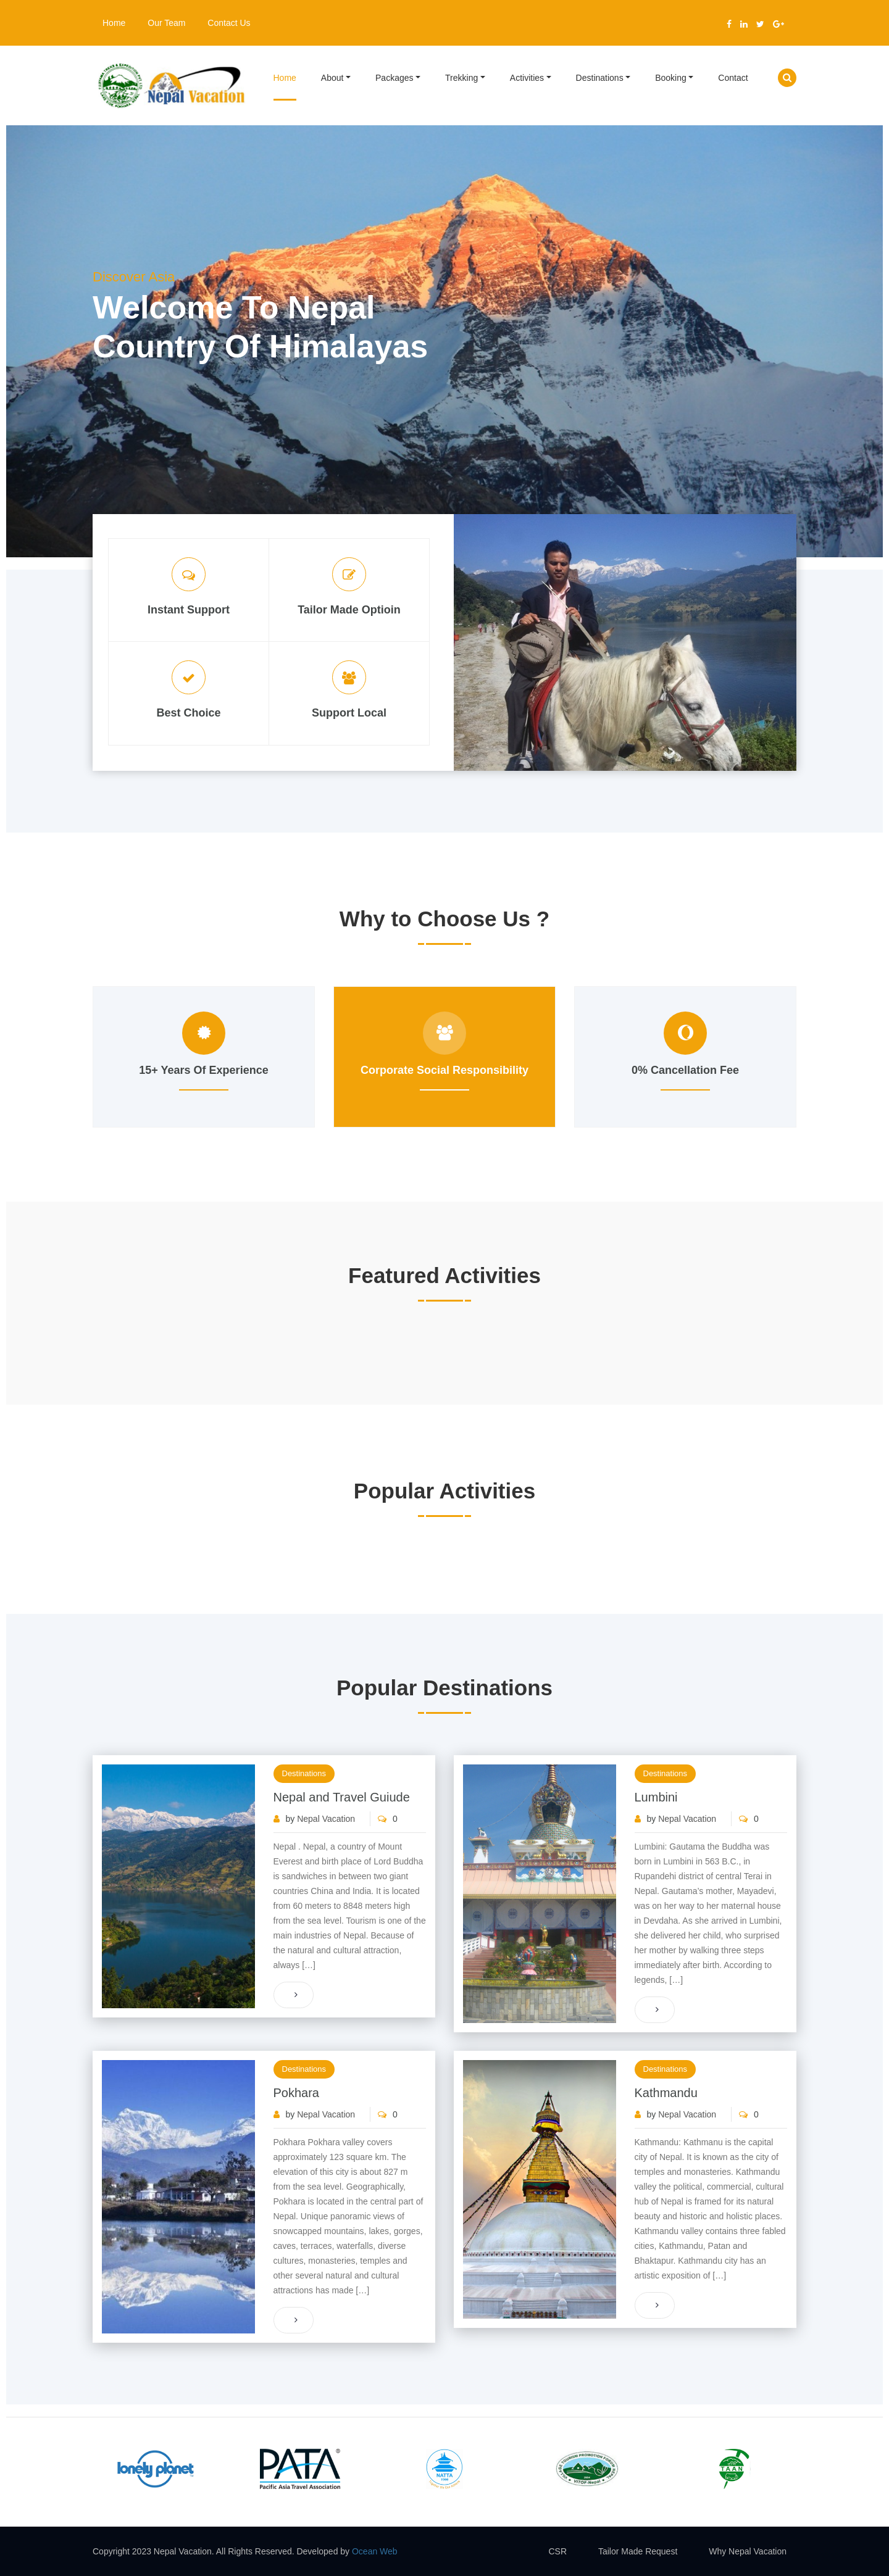 Home Our Team Contact Us
Nepal Vacation
Home About Packages Trekking Activities Destinations Booking Contact
Discover Asia
Welcome To Nepal
Country Of Himalayas
Instant Support
Tailor Made Optioin
Best Choice
Support Local
Why to Choose Us ?
15+ Years Of Experience
Corporate Social Responsibility
0% Cancellation Fee
Featured Activities
Popular Activities
Popular Destinations
Destinations
Nepal and Travel Guiude
by Nepal Vacation 0
Nepal . Nepal, a country of Mount
Everest and birth place of Lord Buddha
is sandwiches in between two giant
countries China and India. It is located
from 60 meters to 8848 meters high
from the sea level. Tourism is one of the
main industries of Nepal. Because of
the natural and cultural attraction,
always […]
Destinations
Lumbini
by Nepal Vacation 0
Lumbini: Gautama the Buddha was
born in Lumbini in 563 B.C., in
Rupandehi district of central Terai in
Nepal. Gautama's mother, Mayadevi,
was on her way to her maternal house
in Devdaha. As she arrived in Lumbini,
she delivered her child, who surprised
her mother by walking three steps
immediately after birth. According to
legends, […]
Destinations
Pokhara
by Nepal Vacation 0
Pokhara Pokhara valley covers
approximately 123 square km. The
elevation of this city is about 827 m
from the sea level. Geographically,
Pokhara is located in the central part of
Nepal. Unique panoramic views of
snowcapped mountains, lakes, gorges,
caves, terraces, waterfalls, diverse
cultures, monasteries, temples and
other several natural and cultural
attractions has made […]
Destinations
Kathmandu
by Nepal Vacation 0
Kathmandu: Kathmanu is the capital
city of Nepal. It is known as the city of
temples and monasteries. Kathmandu
valley the political, commercial, cultural
hub of Nepal is framed for its natural
beauty and historic and holistic places.
Kathmandu valley contains three fabled
cities, Kathmandu, Patan and
Bhaktapur. Kathmandu city has an
artistic exposition of […]
lonely planet
PATA®
Pacific Asia Travel Association
NATTA
VITOF-Nepal
TAAN
Copyright 2023 Nepal Vacation. All Rights Reserved. Developed by Ocean Web
CSR Tailor Made Request Why Nepal Vacation